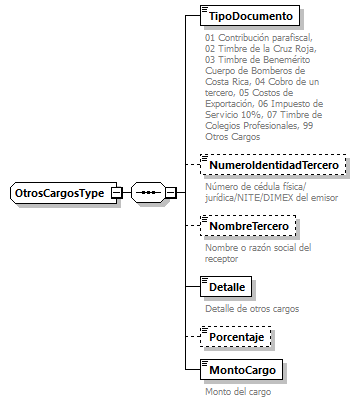 TipoDocumento
01 Contribución parafiscal,
02 Timbre de la Cruz Roja,
03 Timbre de Benemérito
Cuerpo de Bomberos de
Costa Rica, 04 Cobro de un
tercero, 05 Costos de
Exportación, 06 Impuesto de
Servicio 10%, 07 Timbre de
Colegios Profesionales, 99
Otros Cargos
NumeroIdentidadTercero
Número de cédula física/
jurídica/NITE/DIMEX del emisor
OtrosCargosType
NombreTercero
Nombre o razón social del
receptor
Detalle
Detalle de otros cargos
Porcentaje
MontoCargo
Monto del cargo